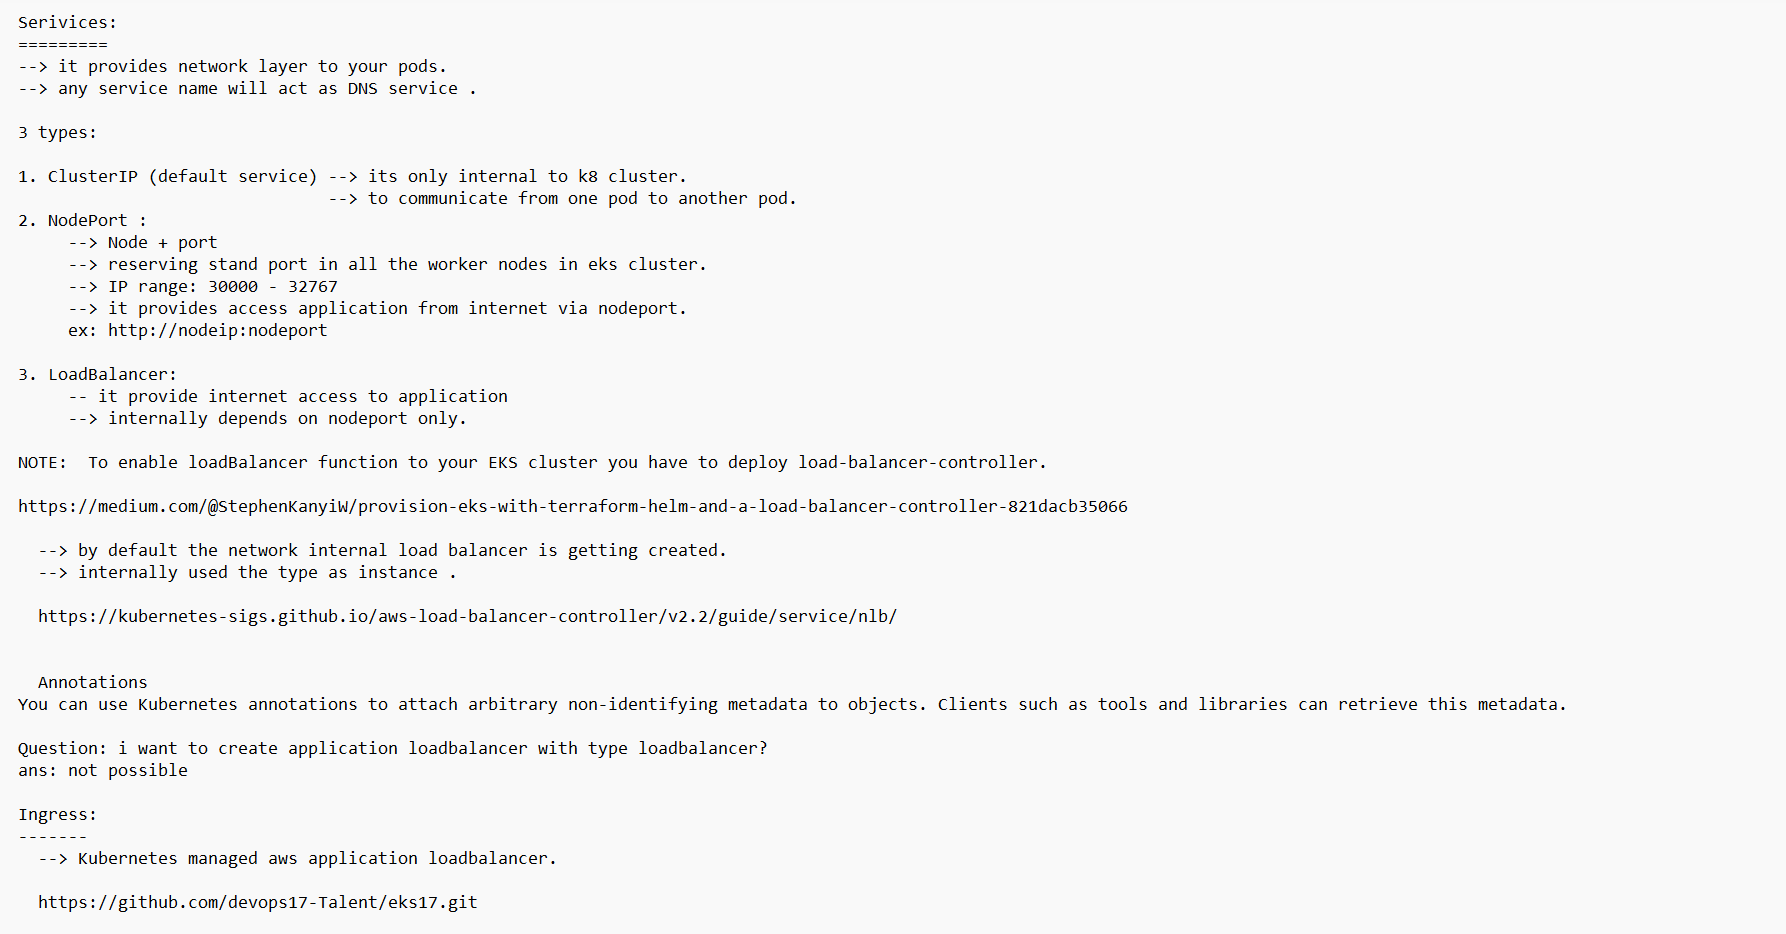 Serivices:
=========
--> it provides network layer to your pods.
--> any service name will act as DNS service .
3 types:
1. ClusterIP (default service) --> its only internal to k8 cluster.
--> to communicate from one pod to another pod.
2. NodePort :
--> Node + port
--> reserving stand port in all the worker nodes in eks cluster.
--> IP range: 30000 - 32767
--> it provides access application from internet via nodeport.
ex: http://nodeip:nodeport
3. LoadBalancer:
-- it provide internet access to application
--> internally depends on nodeport only.
NOTE:  To enable loadBalancer function to your EKS cluster you have to deploy load-balancer-controller.
https://medium.com/@StephenKanyiW/provision-eks-with-terraform-helm-and-a-load-balancer-controller-821dacb35066
--> by default the network internal load balancer is getting created.
--> internally used the type as instance .
https://kubernetes-sigs.github.io/aws-load-balancer-controller/v2.2/guide/service/nlb/
Annotations
You can use Kubernetes annotations to attach arbitrary non-identifying metadata to objects. Clients such as tools and libraries can retrieve this metadata.
Question: i want to create application loadbalancer with type loadbalancer?
ans: not possible
Ingress:
-------
--> Kubernetes managed aws application loadbalancer.
https://github.com/devops17-Talent/eks17.git